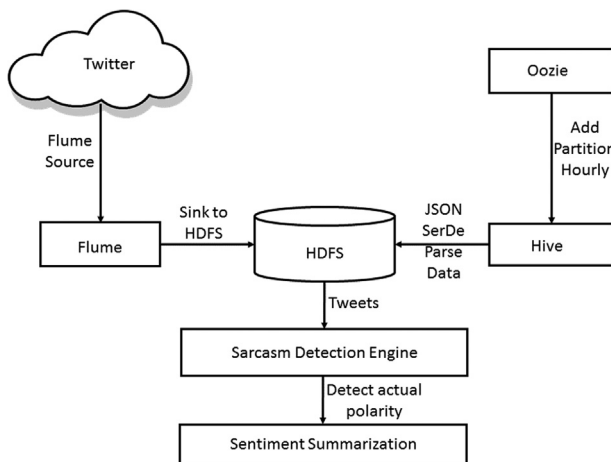 Twitter
Oozie
Flume
Source
Add
Partition
Hourly
Sink to
HDFS
JSON
SerDe
Parse
Data
Flume
HDFS
Hive
Tweets
Sarcasm Detection Engine
Detect actual
polarity
Sentiment Summarization